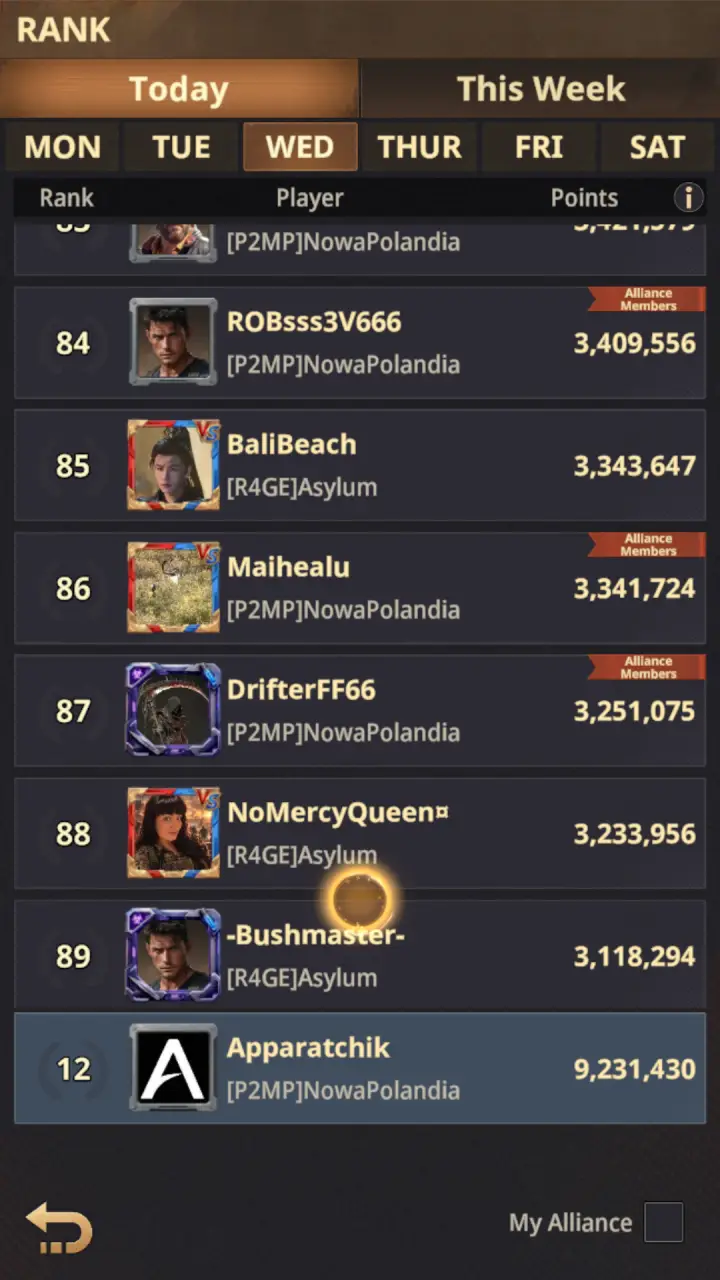 RANK
Today
This Week
MON
TUE
WED
THUR
FRI
SAT
Rank
Player
Points
[P2MP]NowaPolandia
84
ROBsss3V666
[P2MP]NowaPolandia
Alliance
Members
3,409,556
85
BaliBeach
[R4GE]Asylum
3,343,647
86
Maihealu
[P2MP]NowaPolandia
Alliance
Members
3,341,724
87
DrifterFF66
[P2MP]NowaPolandia
Alliance
Members
3,251,075
88
NoMercyQueen¤
[R4GE]Asylum
3,233,956
89
-Bushmaster-
[R4GE]Asylum
3,118,294
12
Apparatchik
[P2MP]NowaPolandia
9,231,430
My Alliance